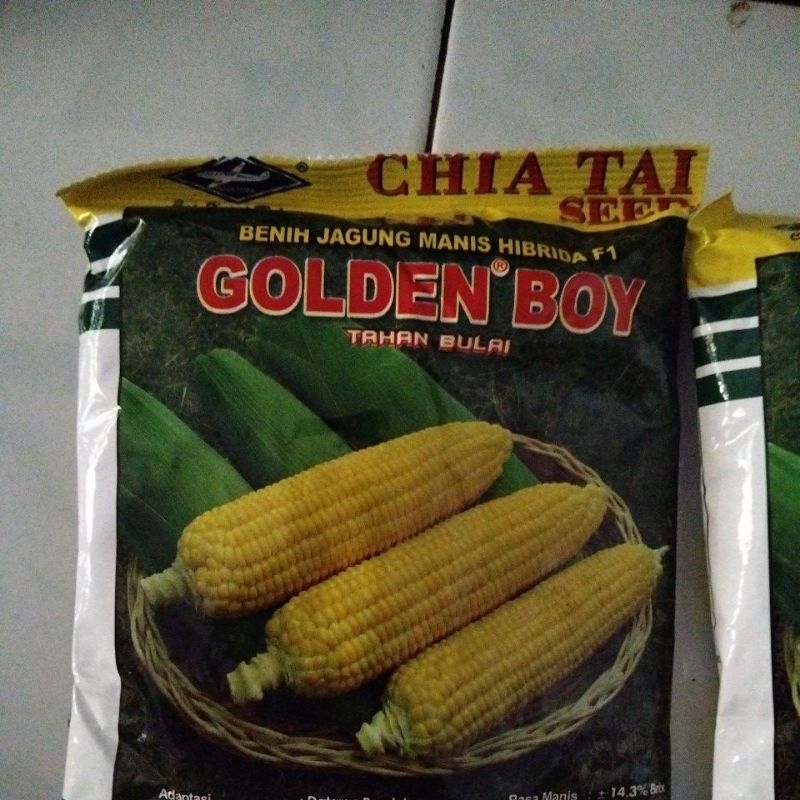 CHIA TAI
SEED
BENIH JAGUNG MANIS HIBRIDA F1
GOLDEN® BOY
TAHAN BULAI
Adaptasi
Rasa Manis : ± 14.3% Brix